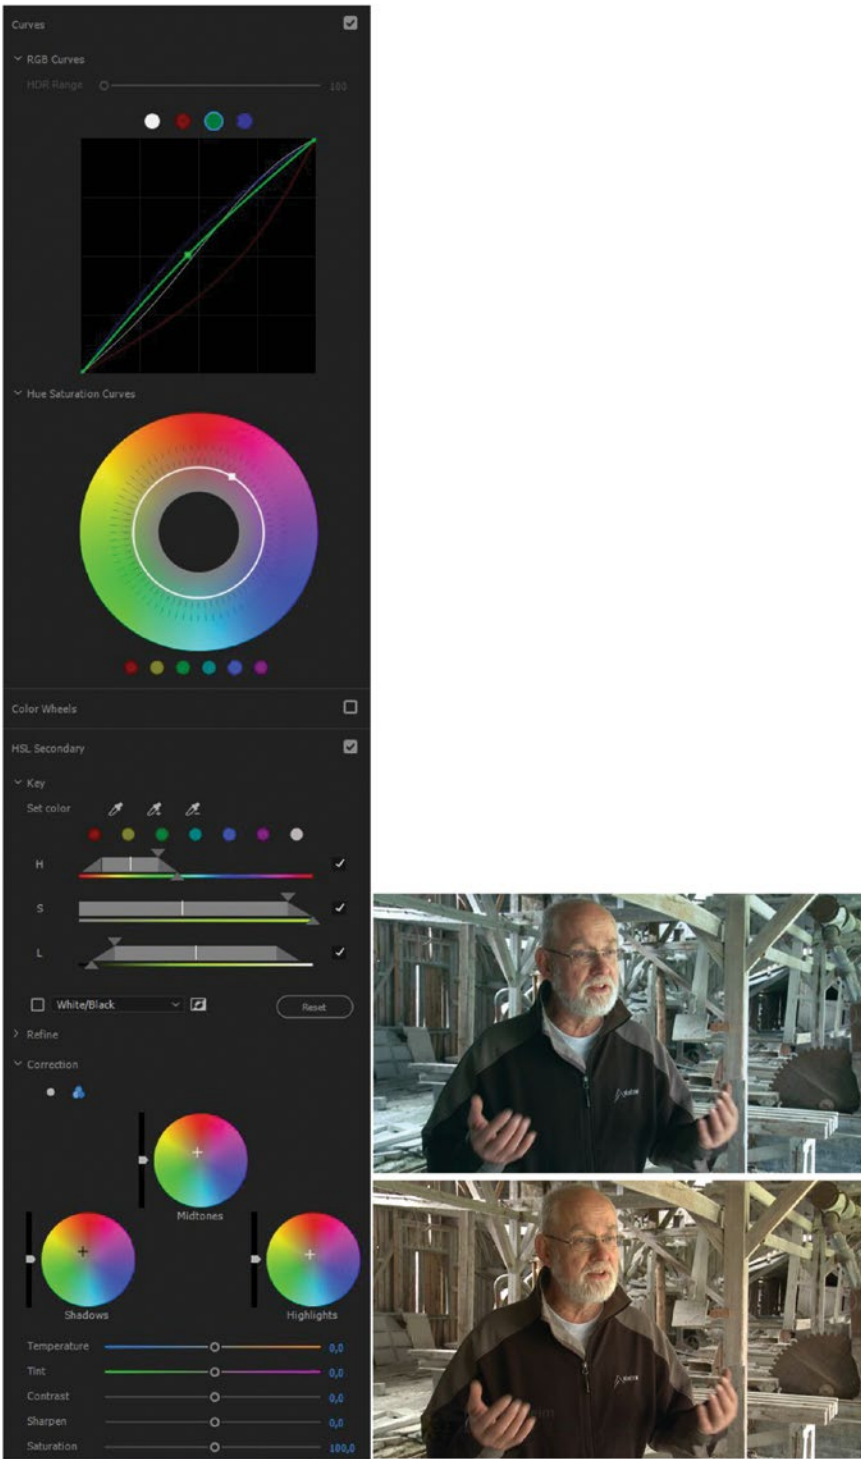 Curves
RGB Curves
HDR Range 100
Hue Saturation Curves
Color Wheels
HSL Secondary
Key
Set color
H
S
L
White/Black Reset
Refine
Correction
Midtones
Shadows Highlights
Temperature 0,0
Tint 0,0
Contrast 0,0
Sharpen 0,0
Saturation 100,0